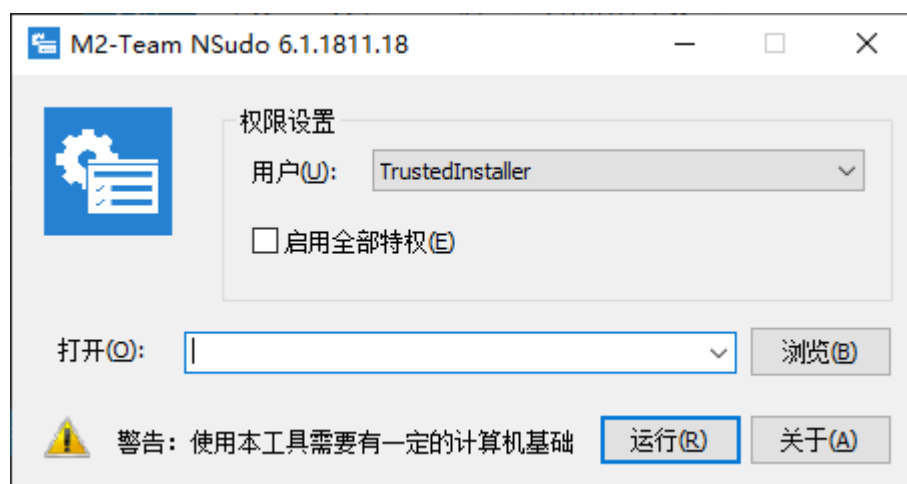 M2-Team NSudo 6.1.1811.18
权限设置
用户(U): TrustedInstaller
启用全部特权(E)
打开(O): 浏览(B)
警告：使用本工具需要有一定的计算机基础 运行(R) 关于(A)